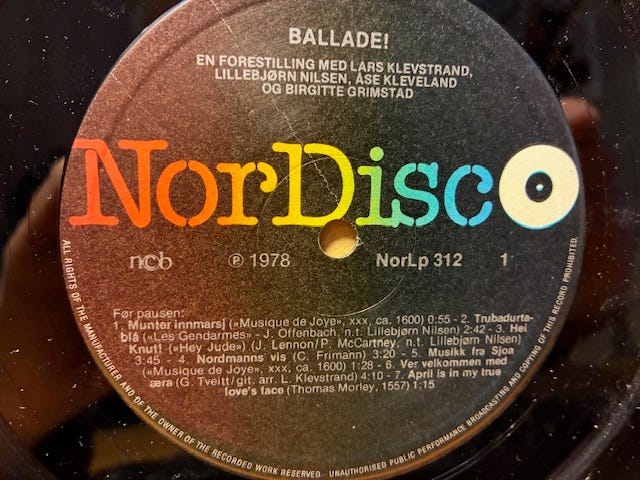 BALLADE!
EN FORESTILLING MED LARS KLEVSTRAND,
LILLEBJØRN NILSEN, ÅSE KLEVELAND
OG BIRGITTE GRIMSTAD
NorDisco
ncb Ⓟ 1978 NorLp 312 1
Før pausen:
1. Munter innmarsj («Musique de Joye», xxx, ca. 1600) 0:55 - 2. Trubadurta-
blå («Les Gendarmes» - J. Offenbach, n.t. Lillebjørn Nilsen) 2:42 - 3. Hei
Knut! («Hey Jude») (J. Lennon/P. McCartney, n.t. Lillebjørn Nilsen)
3:45 - 4. Nordmanns vis (C. Frimann) 3:20 - 5. Musikk fra Sjoa
(«Musique de Joye», xxx, ca. 1600) 1:28 - 6. Ver velkommen med
æra (G. Tveitt/git. arr. L. Klevstrand) 4:10 - 7. April is in my true
love's face (Thomas Morley, 1557) 1:15
ALL RIGHTS OF THE MANUFACTURER AND OF THE OWNER OF THE RECORDED WORK RESERVED · UNAUTHORISED PUBLIC PERFORMANCE BROADCASTING AND COPYING OF THIS RECORD PROHIBITED